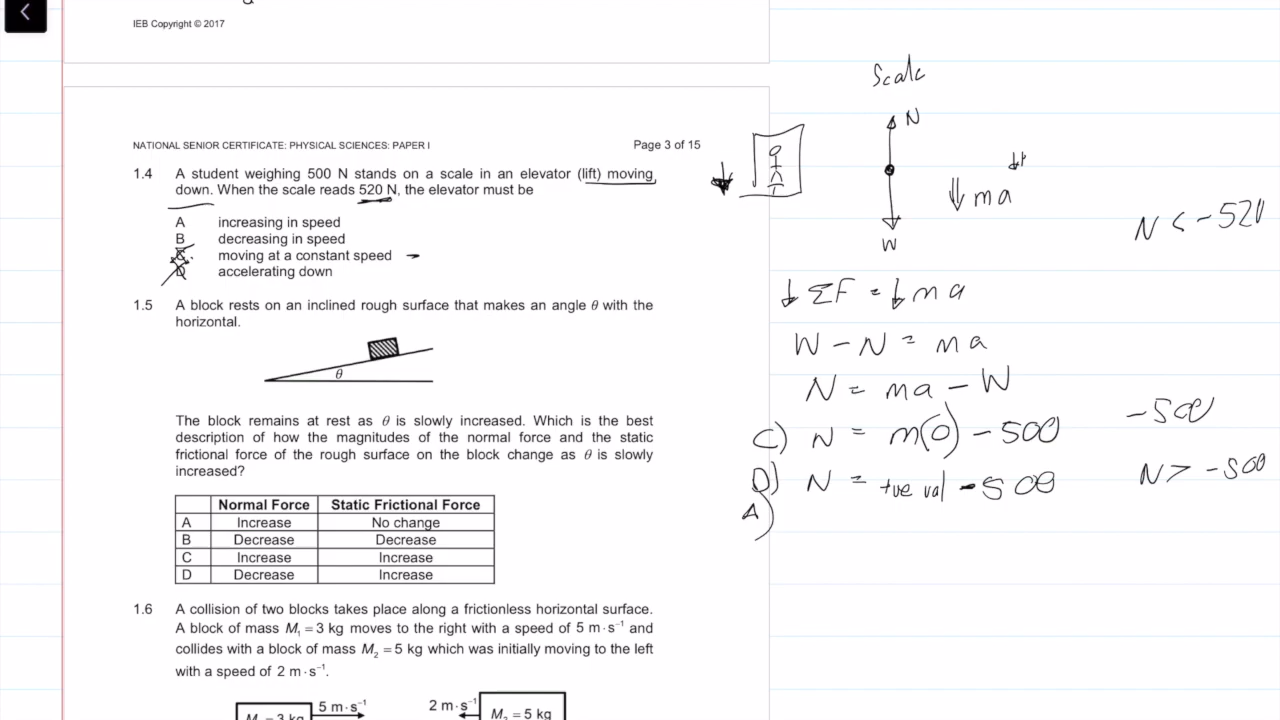 IEB Copyright © 2017
NATIONAL SENIOR CERTIFICATE: PHYSICAL SCIENCES: PAPER I
Page 3 of 15
1.4 A student weighing 500 N stands on a scale in an elevator (lift) moving
down. When the scale reads 520 N, the elevator must be
A increasing in speed
B decreasing in speed
C moving at a constant speed
D accelerating down
1.5 A block rests on an inclined rough surface that makes an angle θ with the
horizontal.
θ
The block remains at rest as θ is slowly increased. Which is the best
description of how the magnitudes of the normal force and the static
frictional force of the rough surface on the block change as θ is slowly
increased?
Normal Force Static Frictional Force
A Increase No change
B Decrease Decrease
C Increase Increase
D Decrease Increase
1.6 A collision of two blocks takes place along a frictionless horizontal surface.
A block of mass M₁ = 3 kg moves to the right with a speed of 5 m·s⁻¹ and
collides with a block of mass M₂ = 5 kg which was initially moving to the left
with a speed of 2 m·s⁻¹.
5 m·s⁻¹ 2 m·s⁻¹
M₁ = 3 kg M₂ = 5 kg
Scale
N
ma
W
N < -520
↓ ΣF = ↓ ma
W - N = ma
N = ma - W
-500
C) N = m(0) - 500
D) N = +ve val - 500
N > -500
A)